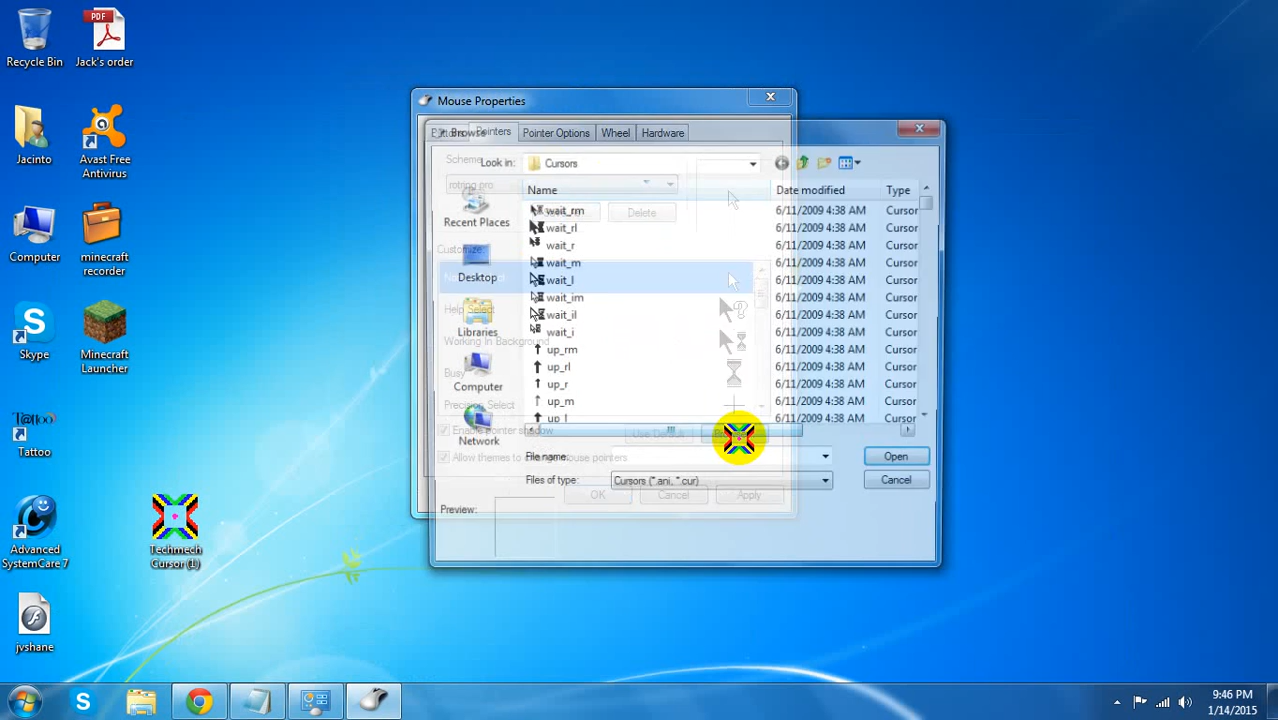 Recycle Bin
Jack's order
Jacinto
Avast Free
Antivirus
Computer
minecraft
recorder
Skype
Minecraft
Launcher
Tattoo
Tattoo
Advanced
SystemCare 7
Techmech
Cursor (1)
jvshane
Mouse Properties
Pointers
Pointer Options
Wheel
Hardware
Browse
Scheme
rotring pro
Delete
Customize:
Help Select
Working In Background
Busy
Precision Select
Enable pointer shadow
Use Default
Allow themes to change mouse pointers
OK
Cancel
Apply
Look in:
Cursors
Recent Places
Desktop
Libraries
Computer
Network
Name
Date modified
Type
wait_rm 6/11/2009 4:38 AM Cursor
wait_rl 6/11/2009 4:38 AM Cursor
wait_r 6/11/2009 4:38 AM Cursor
wait_m 6/11/2009 4:38 AM Cursor
wait_l 6/11/2009 4:38 AM Cursor
wait_im 6/11/2009 4:38 AM Cursor
wait_il 6/11/2009 4:38 AM Cursor
wait_i 6/11/2009 4:38 AM Cursor
up_rm 6/11/2009 4:38 AM Cursor
up_rl 6/11/2009 4:38 AM Cursor
up_r 6/11/2009 4:38 AM Cursor
up_m 6/11/2009 4:38 AM Cursor
up_l 6/11/2009 4:38 AM Cursor
File name:
Open
Files of type:
Cursors (*.ani, *.cur)
Cancel
Preview:
9:46 PM
1/14/2015